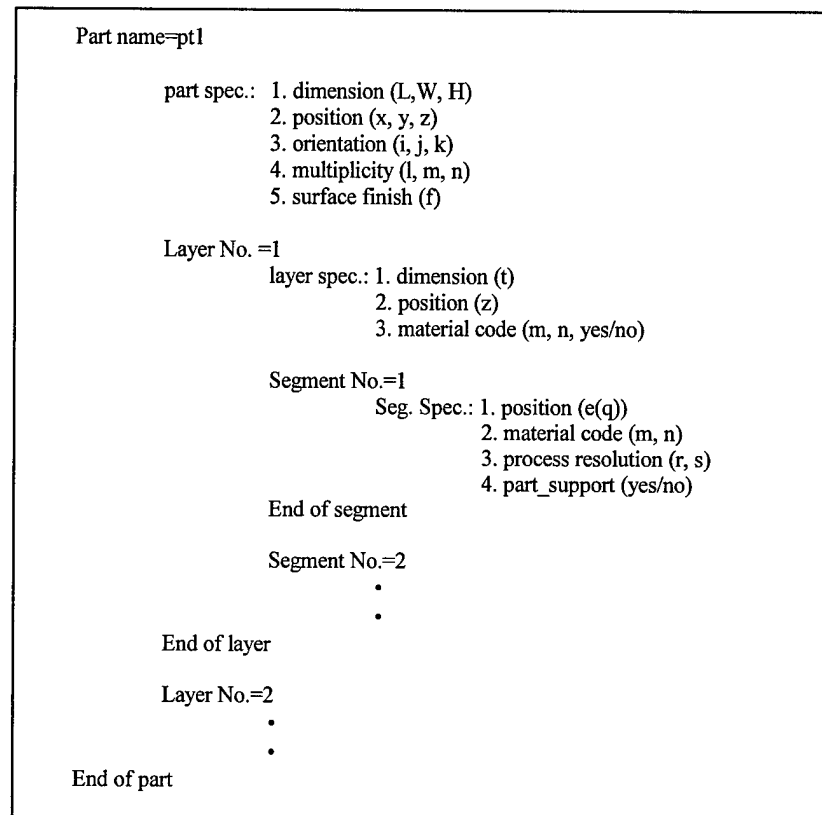 Part name=pt1
part spec.: 1. dimension (L,W, H)
2. position (x, y, z)
3. orientation (i, j, k)
4. multiplicity (l, m, n)
5. surface finish (f)
Layer No. =1
layer spec.: 1. dimension (t)
2. position (z)
3. material code (m, n, yes/no)
Segment No.=1
Seg. Spec.: 1. position (e(q))
2. material code (m, n)
3. process resolution (r, s)
4. part_support (yes/no)
End of segment
Segment No.=2
•
•
End of layer
Layer No.=2
•
•
End of part